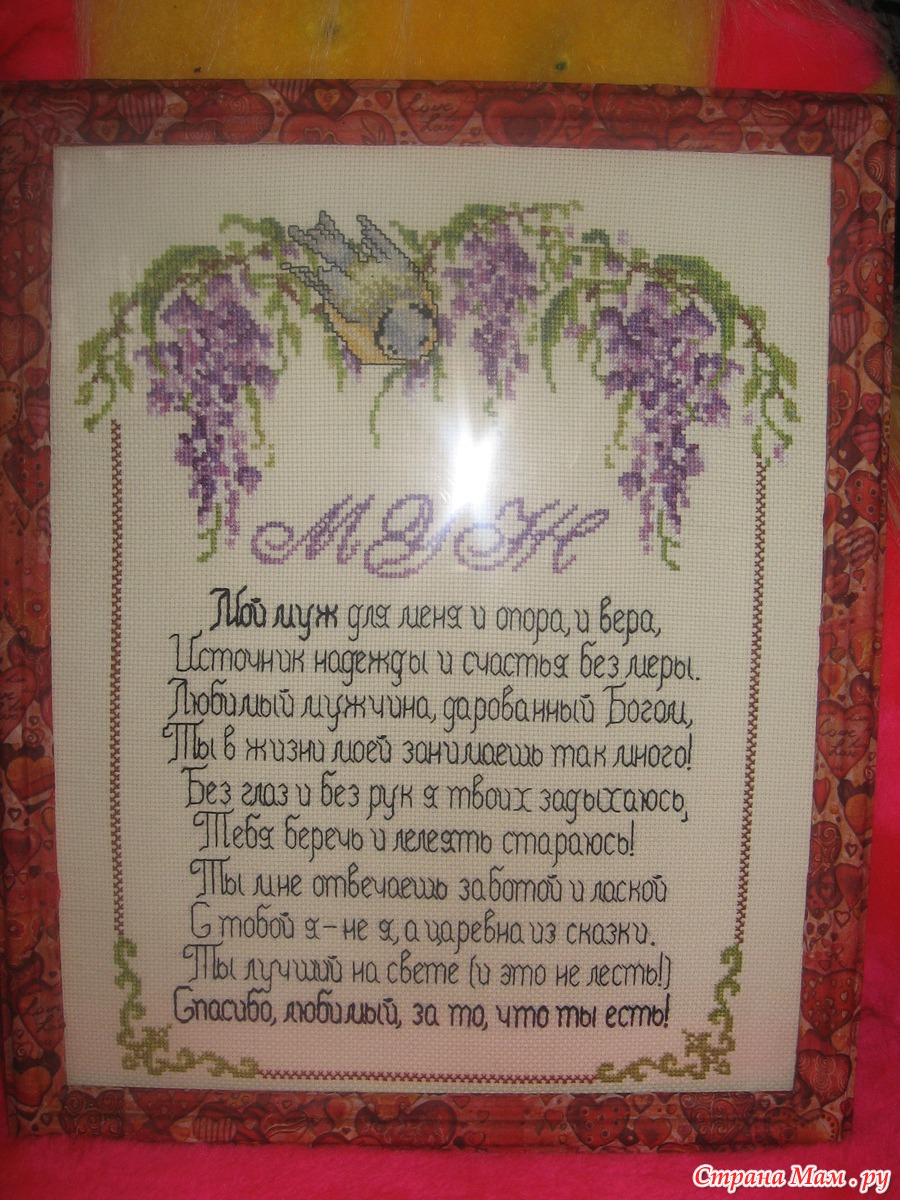 Love
Love
МУЖ
Мой муж для меня и опора, и вера,
Источник надежды и счастья без меры.
Любимый мужчина, дарованный Богом,
Ты в жизни моей занимаешь так много!
Без глаз и без рук я твоих задыхаюсь,
Тебя беречь и лелеять стараюсь!
Ты мне отвечаешь заботой и лаской
С тобой я - не я, а царевна из сказки.
Ты лучший на свете (и это не лесть!)
Спасибо, любимый, за то, что ты есть!
Страна Мам.ру